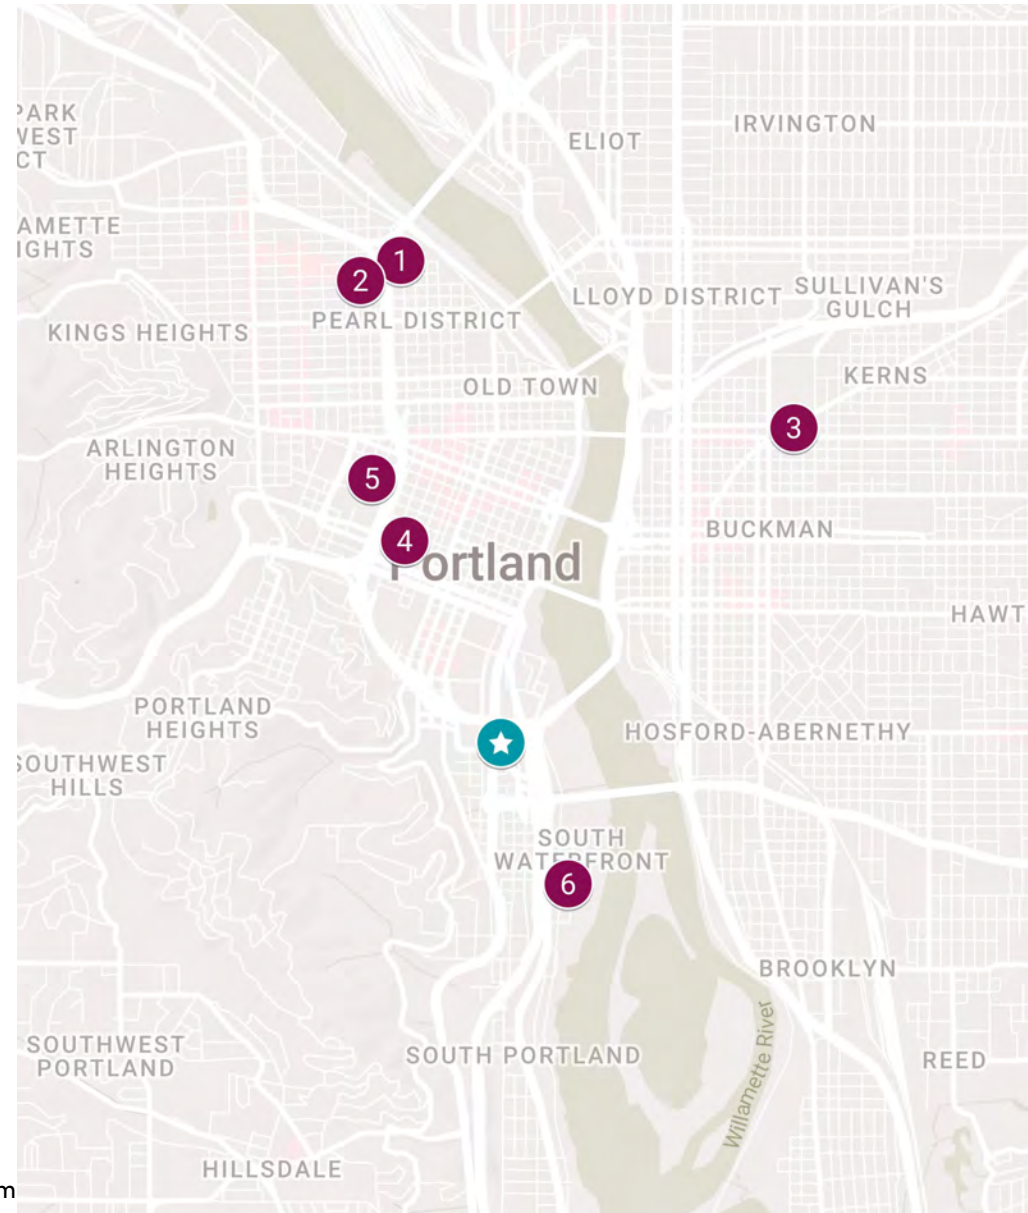 PARK
WEST
CT
ELIOT
IRVINGTON
AMETTE
IGHTS
1
2
LLOYD DISTRICT
SULLIVAN'S
GULCH
PEARL DISTRICT
KINGS HEIGHTS
KERNS
OLD TOWN
3
ARLINGTON
HEIGHTS
5
BUCKMAN
4
Portland
HAWT
PORTLAND
HEIGHTS
HOSFORD-ABERNETHY
SOUTHWEST
HILLS
SOUTH
WATERFRONT
6
BROOKLYN
Willamette River
SOUTHWEST
PORTLAND
SOUTH PORTLAND
REED
HILLSDALE
m